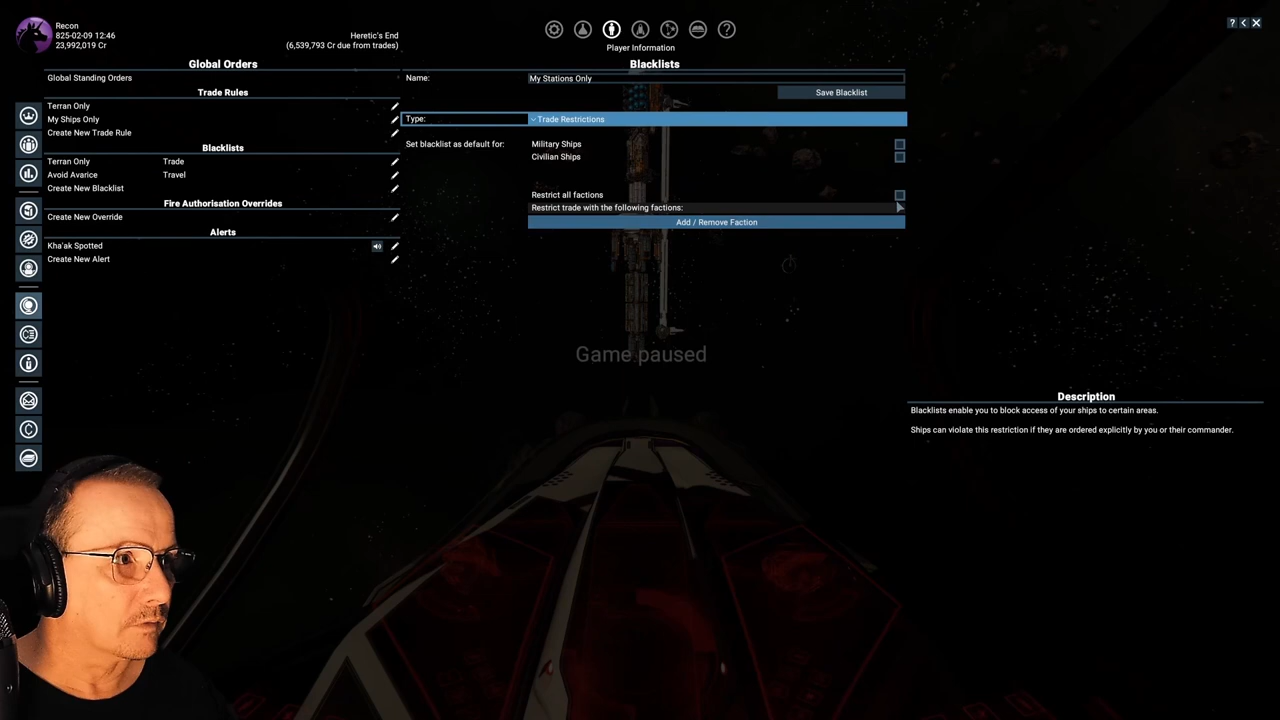 Recon
825-02-09 12:46
23,992,019 Cr
Heretic's End
(6,539,793 Cr due from trades)
Player Information
Global Orders
Global Standing Orders
Trade Rules
Terran Only
My Ships Only
Create New Trade Rule
Blacklists
Terran Only Trade
Avoid Avarice Travel
Create New Blacklist
Fire Authorisation Overrides
Create New Override
Alerts
Kha'ak Spotted
Create New Alert
Blacklists
Name: My Stations Only
Save Blacklist
Type: Trade Restrictions
Set blacklist as default for: Military Ships
Civilian Ships
Restrict all factions
Restrict trade with the following factions:
Add / Remove Faction
Game paused
Description
Blacklists enable you to block access of your ships to certain areas.
Ships can violate this restriction if they are ordered explicitly by you or their commander.